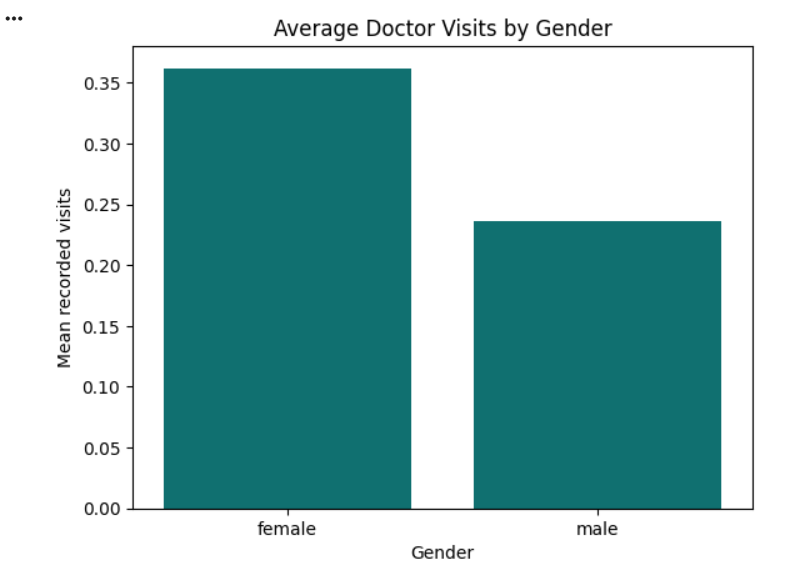 ...
Average Doctor Visits by Gender
Mean recorded visits
0.35
0.30
0.25
0.20
0.15
0.10
0.05
0.00
female male
Gender